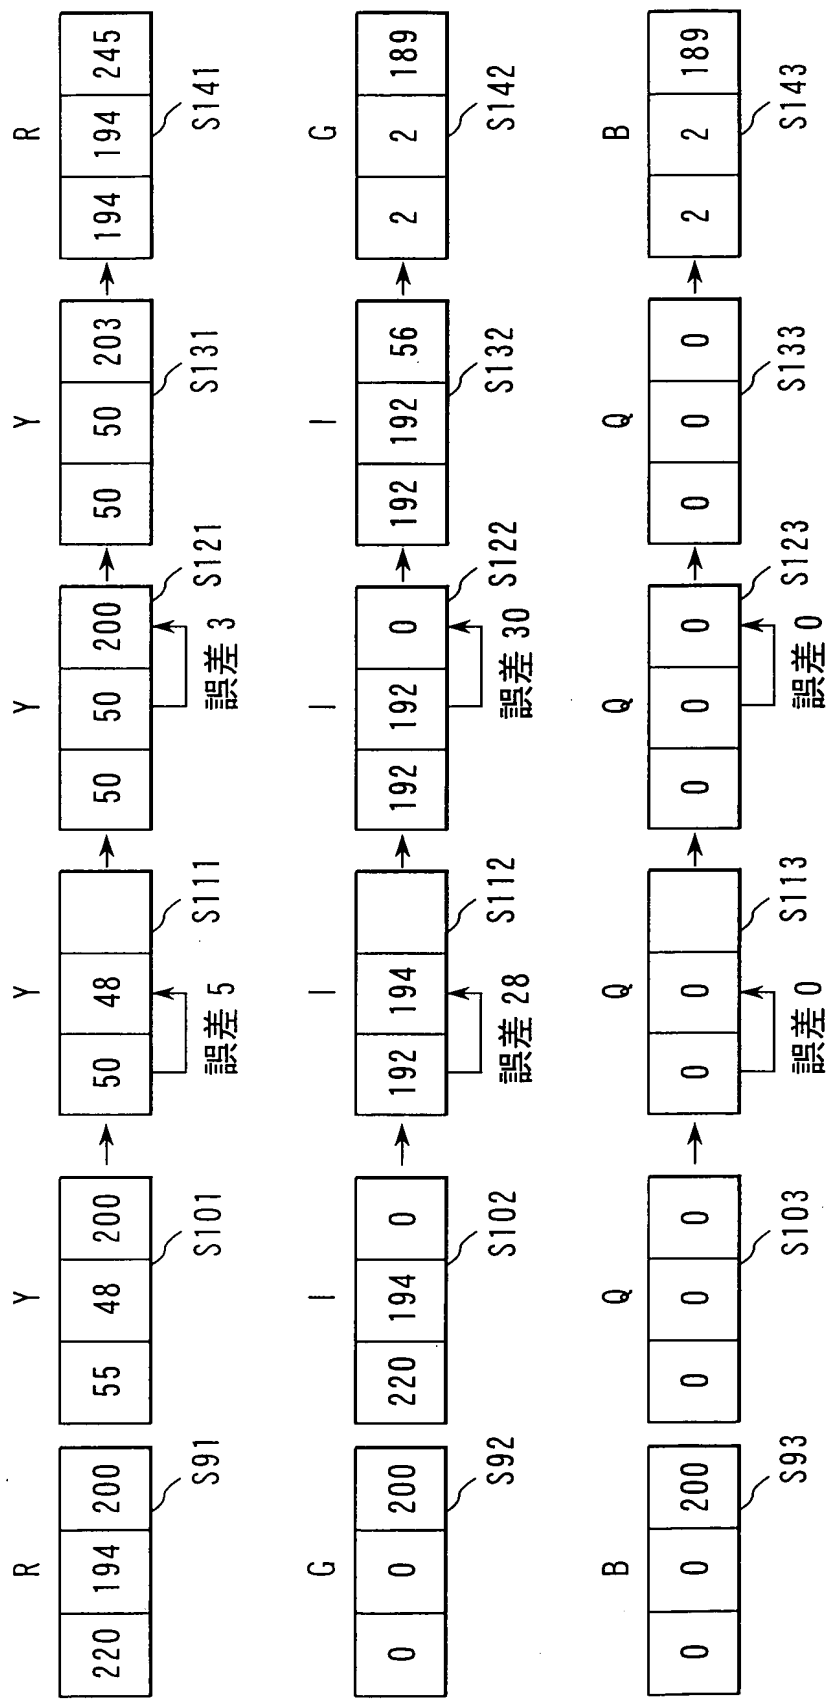 R
220 194 200
S91
Y
55 48 200
S101
Y
50 48
S111
誤差 5
Y
50 50 200
S121
誤差 3
Y
50 50 203
S131
R
194 194 245
S141
G
0 0 200
S92
I
220 194 0
S102
I
192 194
S112
誤差 28
I
192 192 0
S122
誤差 30
I
192 192 56
S132
G
2 2 189
S142
B
0 0 200
S93
Q
0 0 0
S103
Q
0 0
S113
誤差 0
Q
0 0 0
S123
誤差 0
Q
0 0 0
S133
B
2 2 189
S143